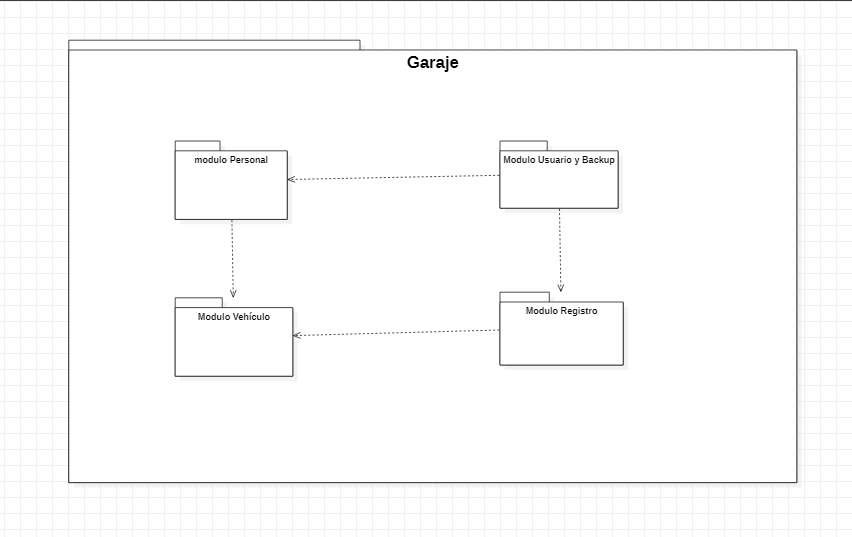 Garaje
modulo Personal
Modulo Usuario y Backup
Modulo Vehículo
Modulo Registro